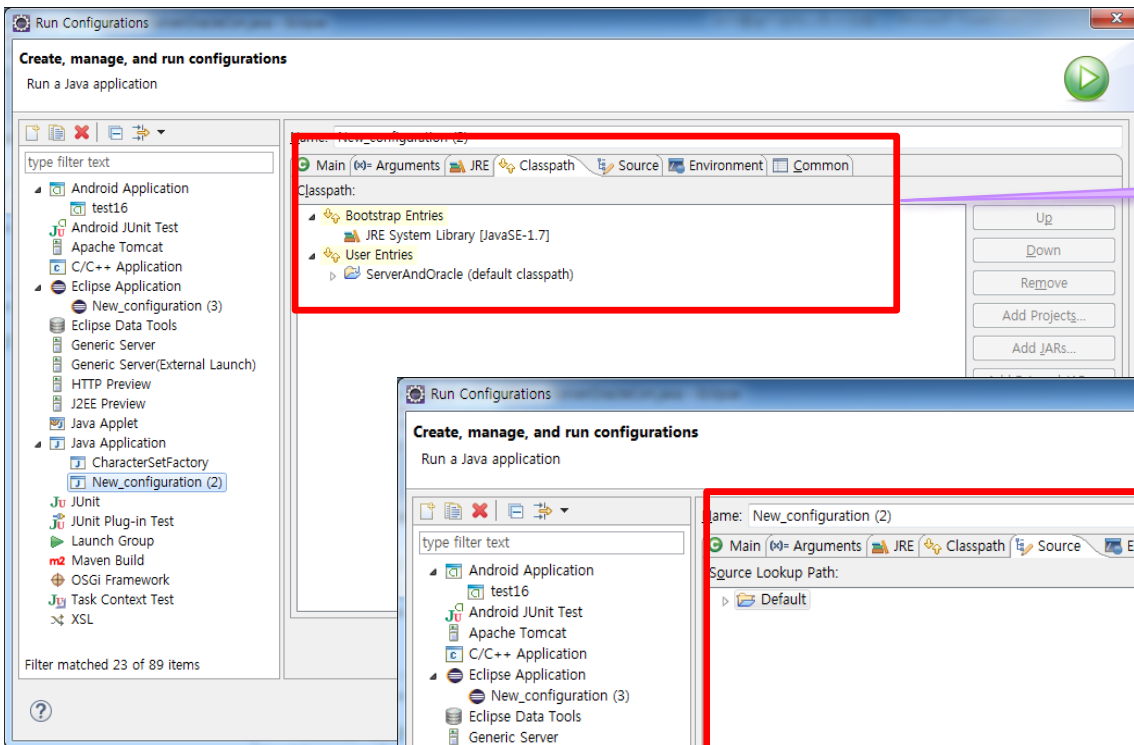 Run Configurations
Create, manage, and run configurations
Run a Java application
type filter text
Android Application
test16
Android JUnit Test
Apache Tomcat
C/C++ Application
Eclipse Application
New_configuration (3)
Eclipse Data Tools
Generic Server
Generic Server(External Launch)
HTTP Preview
J2EE Preview
Java Applet
Java Application
CharacterSetFactory
New_configuration (2)
JUnit
JUnit Plug-in Test
Launch Group
m2 Maven Build
OSGi Framework
Task Context Test
XSL
Filter matched 23 of 89 items
Name: New_configuration (2)
Main (x)= Arguments JRE Classpath Source Environment Common
Classpath:
Bootstrap Entries
JRE System Library [JavaSE-1.7]
User Entries
ServerAndOracle (default classpath)
Up
Down
Remove
Add Projects...
Add JARs...
Run Configurations
Create, manage, and run configurations
Run a Java application
type filter text
Android Application
test16
Android JUnit Test
Apache Tomcat
C/C++ Application
Eclipse Application
New_configuration (3)
Eclipse Data Tools
Generic Server
Name: New_configuration (2)
Main (x)= Arguments JRE Classpath Source E
Source Lookup Path:
Default